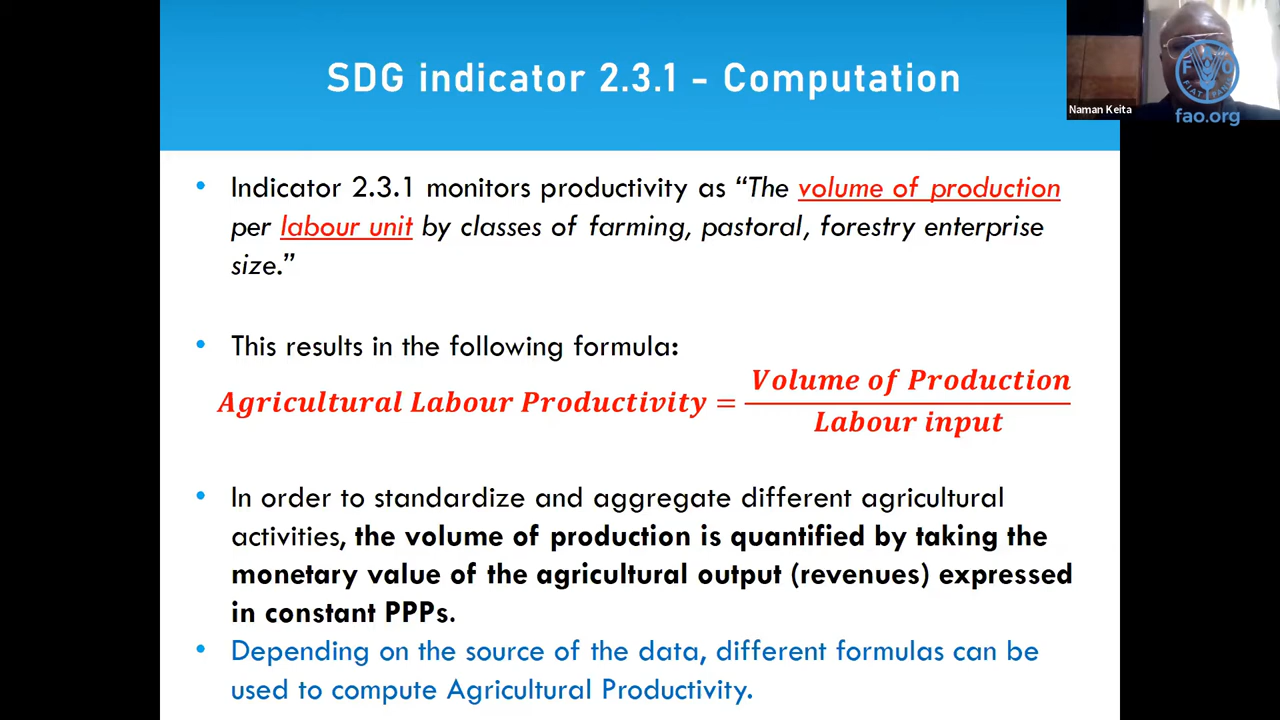 SDG indicator 2.3.1 - Computation
Naman Keita
F O
FIAT PANIS
fao.org
• Indicator 2.3.1 monitors productivity as “The volume of production
per labour unit by classes of farming, pastoral, forestry enterprise
size.”
• This results in the following formula:
Agricultural Labour Productivity = Volume of Production
Labour input
• In order to standardize and aggregate different agricultural
activities, the volume of production is quantified by taking the
monetary value of the agricultural output (revenues) expressed
in constant PPPs.
• Depending on the source of the data, different formulas can be
used to compute Agricultural Productivity.